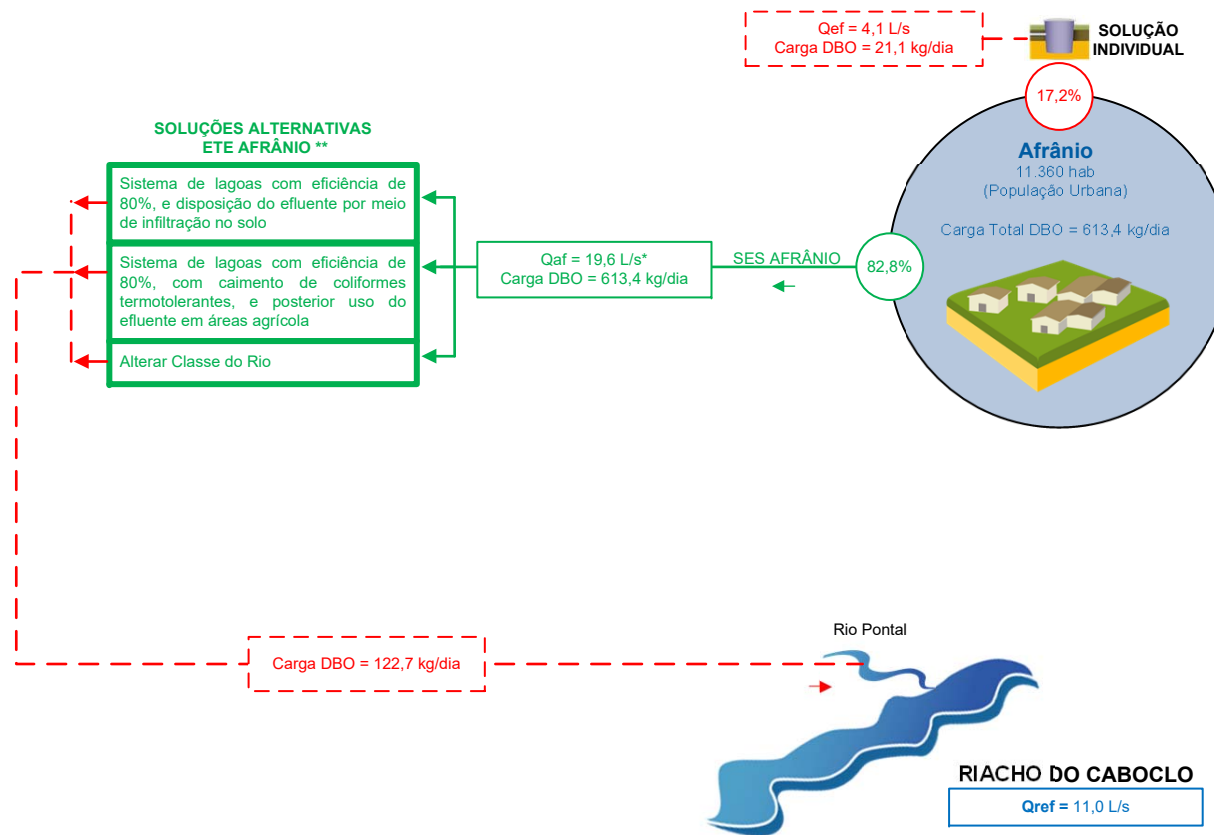 Qef = 4,1 L/s
Carga DBO = 21,1 kg/dia
SOLUÇÃO
INDIVIDUAL
17,2%
Afrânio
11.360 hab
(População Urbana)
Carga Total DBO = 613,4 kg/dia
82,8%
SES AFRÂNIO
Qaf = 19,6 L/s*
Carga DBO = 613,4 kg/dia
SOLUÇÕES ALTERNATIVAS
ETE AFRÂNIO **
Sistema de lagoas com eficiência de
80%, e disposição do efluente por meio
de infiltração no solo
Sistema de lagoas com eficiência de
80%, com caimento de coliformes
termotolerantes, e posterior uso do
efluente em áreas agrícola
Alterar Classe do Rio
Carga DBO = 122,7 kg/dia
Rio Pontal
RIACHO DO CABOCLO
Qref = 11,0 L/s